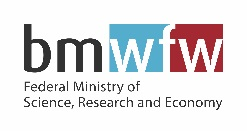 bmwfw
Federal Ministry of
Science, Research and Economy